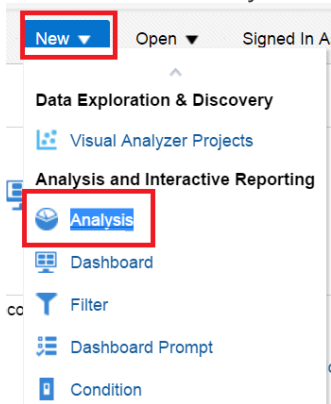 New ▼ Open ▼ Signed In A
Data Exploration & Discovery
Visual Analyzer Projects
Analysis and Interactive Reporting
Analysis
Dashboard
co Filter
Dashboard Prompt
Condition